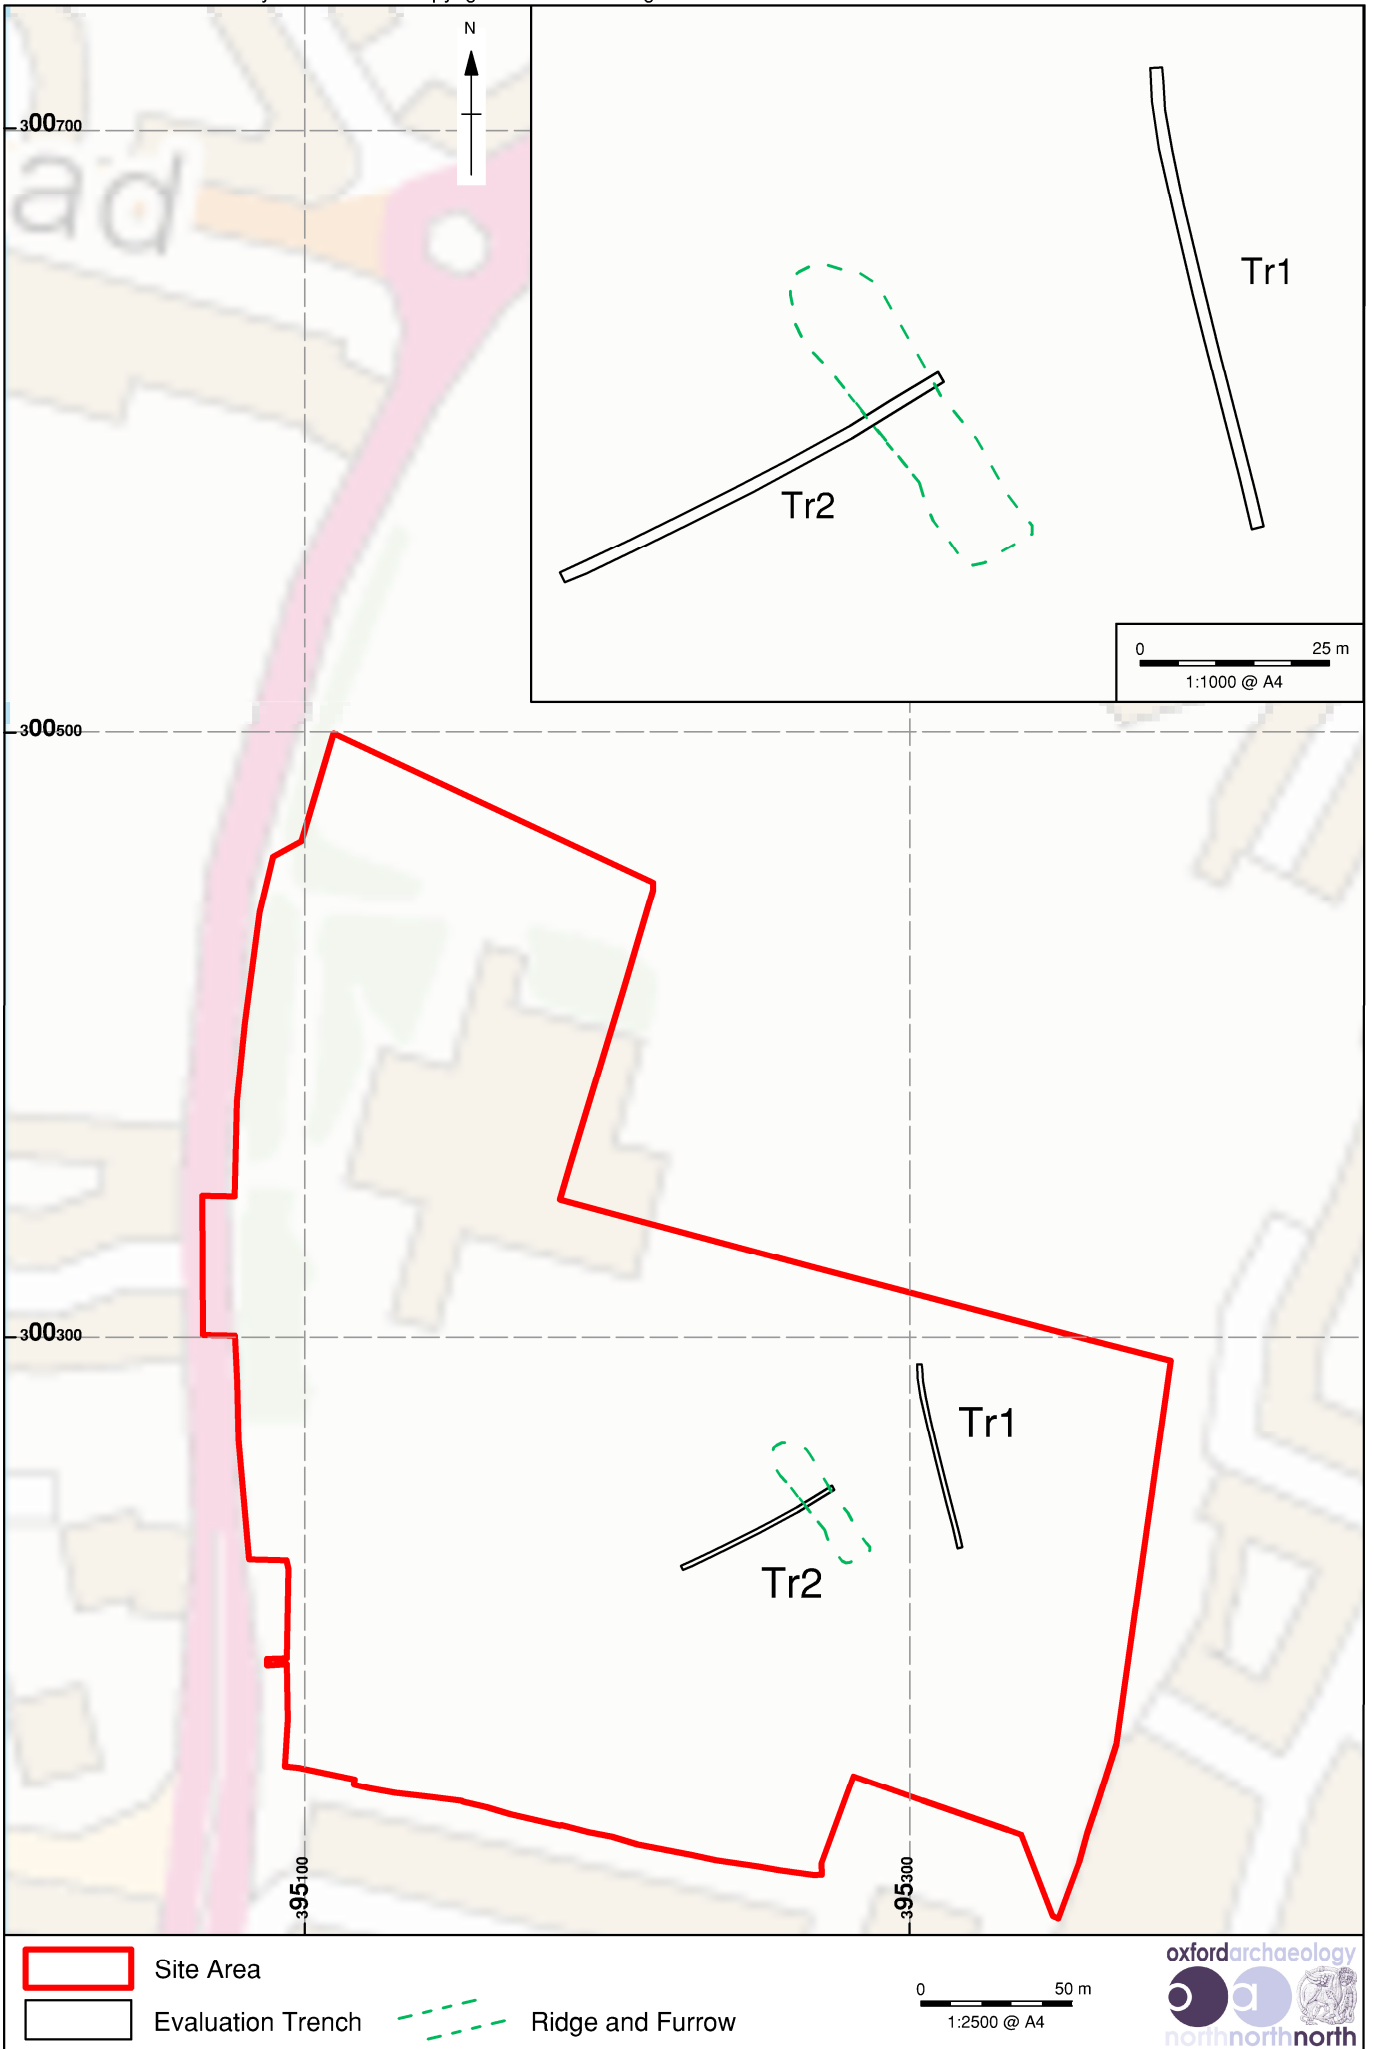 N
300700
ad
Tr1
Tr2
0 25 m
1:1000 @ A4
300500
300300
Tr1
Tr2
395100
395300
Site Area
Evaluation Trench
Ridge and Furrow
0 50 m
1:2500 @ A4
oxfordarchaeology
o a
northnorthnorth